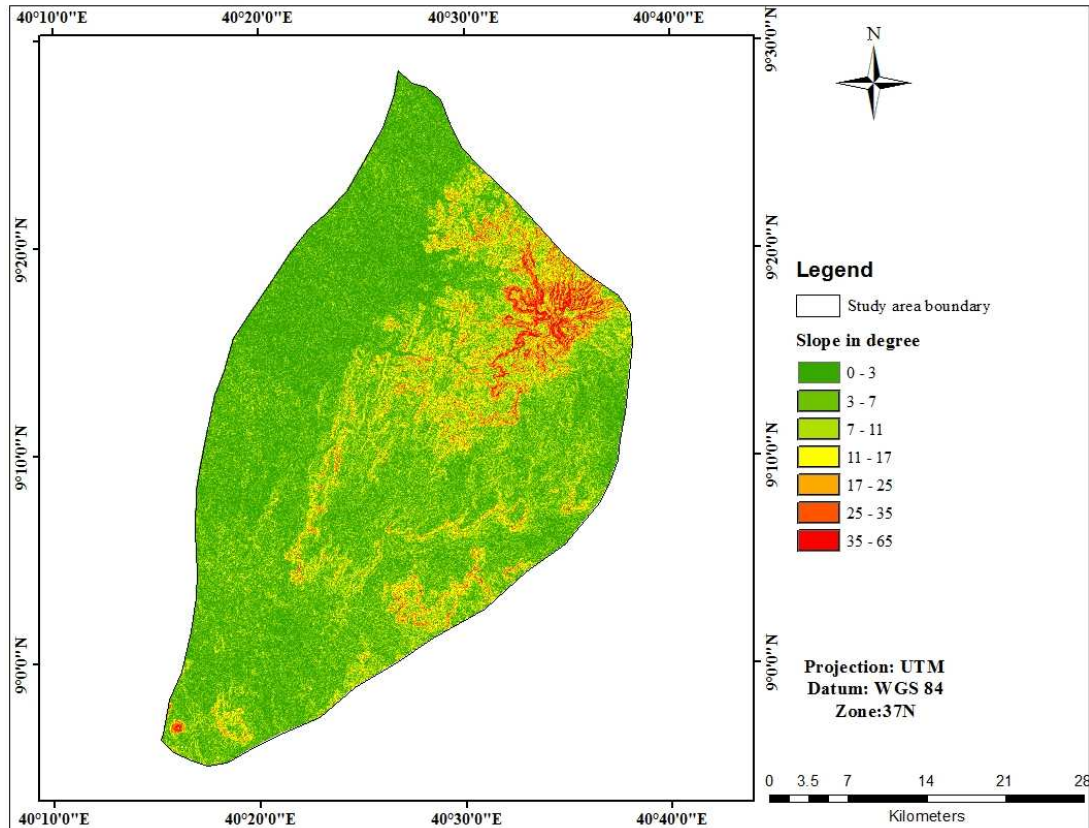 40°10'0"E 40°20'0"E 40°30'0"E 40°40'0"E
9°30'0"N
9°20'0"N
9°10'0"N
9°0'0"N
9°20'0"N
9°10'0"N
9°0'0"N
N
Legend
Study area boundary
Slope in degree
0 - 3
3 - 7
7 - 11
11 - 17
17 - 25
25 - 35
35 - 65
Projection: UTM
Datum: WGS 84
Zone:37N
0 3.5 7 14 21 28
Kilometers
40°10'0"E 40°20'0"E 40°30'0"E 40°40'0"E